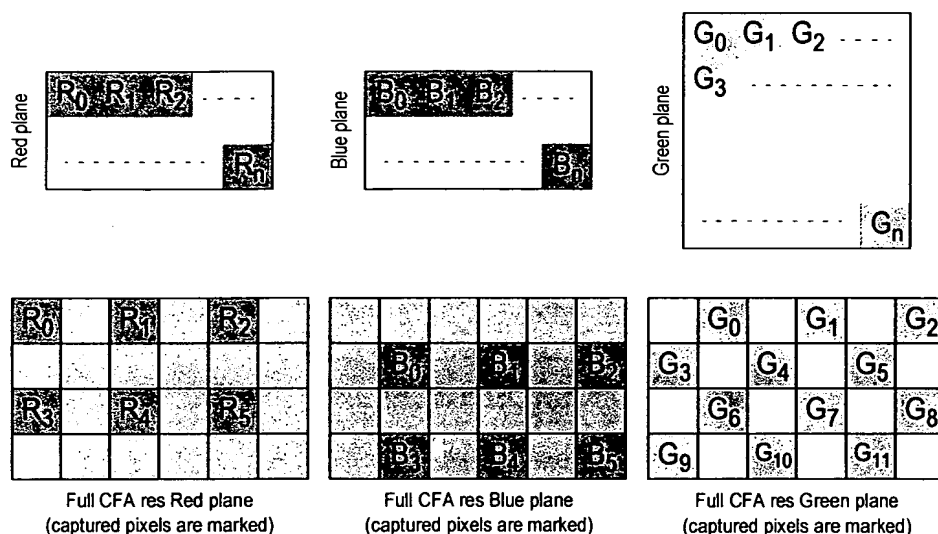 Red plane
R0 R1 R2 - - - -
- - - - - - - - - - Rn
Blue plane
B0 B1 B2 - - - -
- - - - - - - - - - Bn
Green plane
G0 G1 G2 - - - -
G3 - - - - - - - - - -
- - - - - - - - - - Gn
R0 R1 R2
R3 R4 R5
Full CFA res Red plane
(captured pixels are marked)
B0 B1 B2
B1 B5
Full CFA res Blue plane
(captured pixels are marked)
G0 G1 G2
G3 G4 G5
G6 G7 G8
G9 G10 G11
Full CFA res Green plane
(captured pixels are marked)